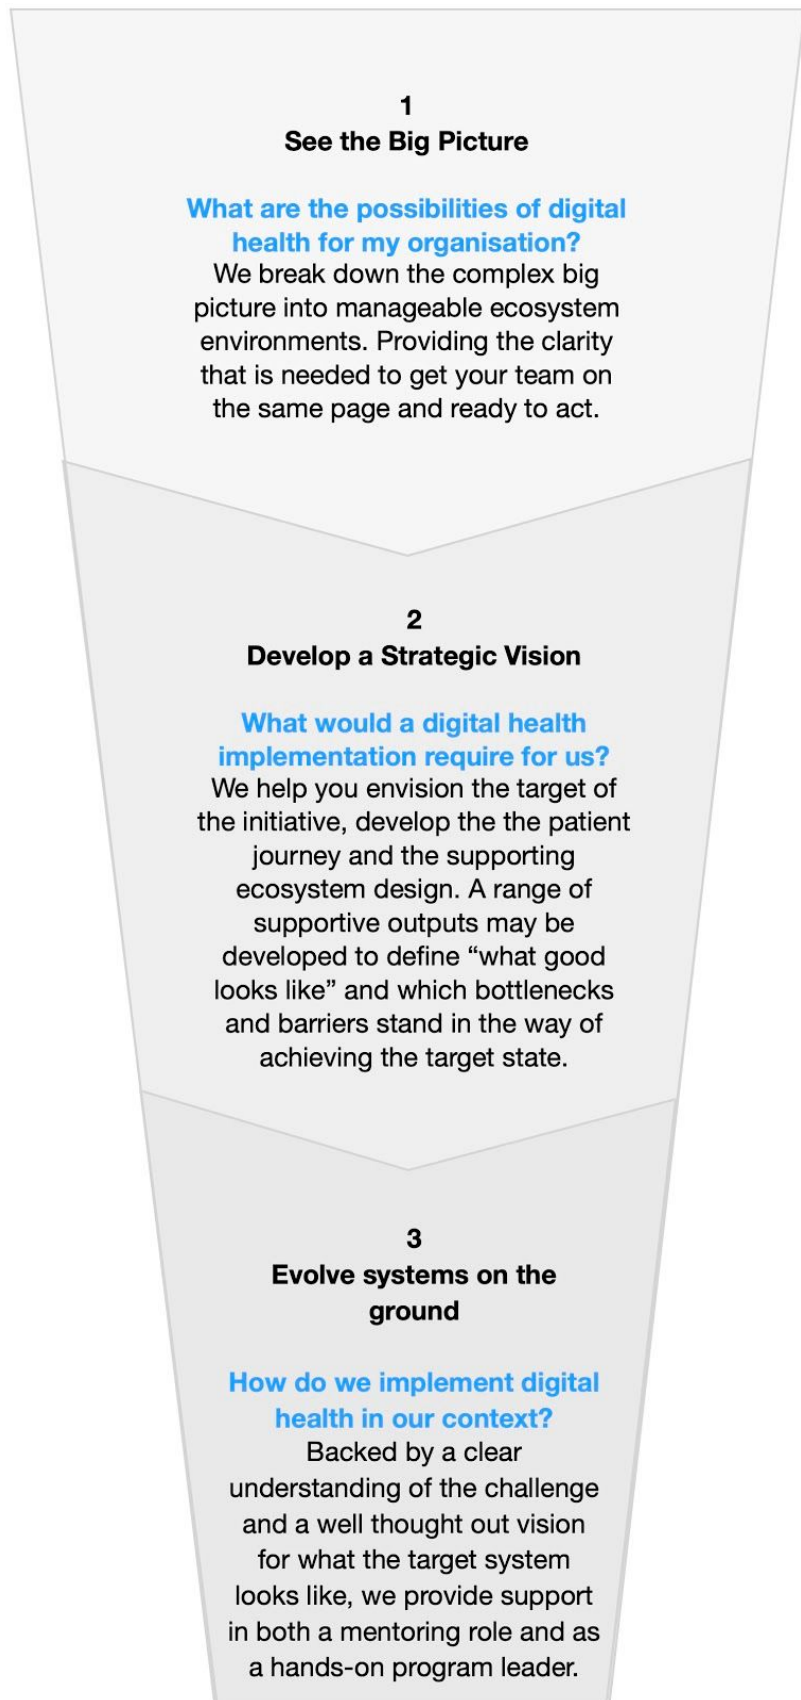 1
See the Big Picture
What are the possibilities of digital
health for my organisation?
We break down the complex big
picture into manageable ecosystem
environments. Providing the clarity
that is needed to get your team on
the same page and ready to act.
2
Develop a Strategic Vision
What would a digital health
implementation require for us?
We help you envision the target of
the initiative, develop the the patient
journey and the supporting
ecosystem design. A range of
supportive outputs may be
developed to define “what good
looks like” and which bottlenecks
and barriers stand in the way of
achieving the target state.
3
Evolve systems on the
ground
How do we implement digital
health in our context?
Backed by a clear
understanding of the challenge
and a well thought out vision
for what the target system
looks like, we provide support
in both a mentoring role and as
a hands-on program leader.